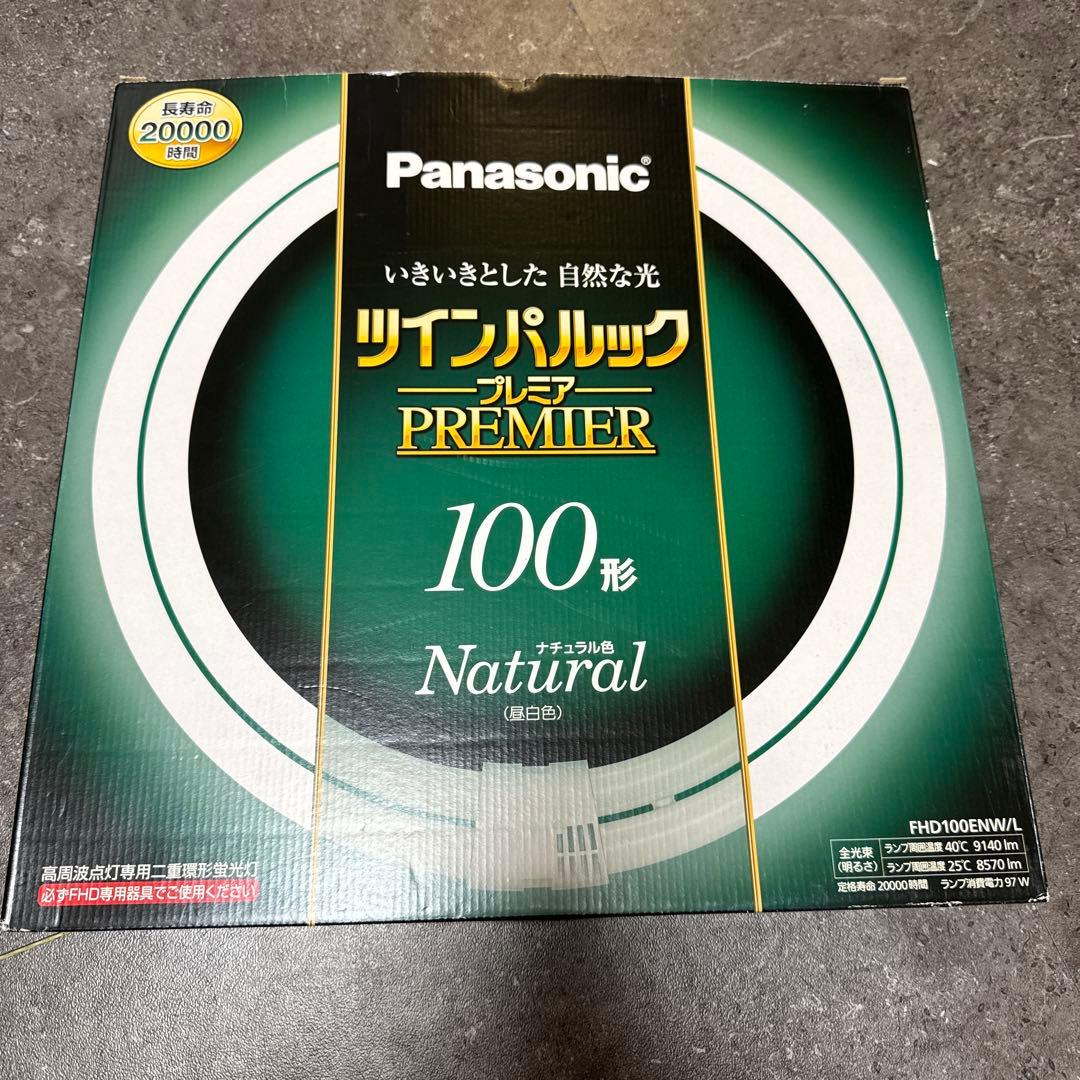 長寿命
20000
時間
Panasonic®
いきいきとした 自然な光
ツインパルック
プレミア
PREMIER
100形
ナチュラル色
Natural
(昼白色)
高周波点灯専用二重環形蛍光灯
必ずFHD専用器具でご使用ください
FHD100ENW/L
全光束
(明るさ)
ランプ周囲温度 40℃ 9140 lm
ランプ周囲温度 25℃ 8570 lm
定格寿命 20000時間 ランプ消費電力 97 W